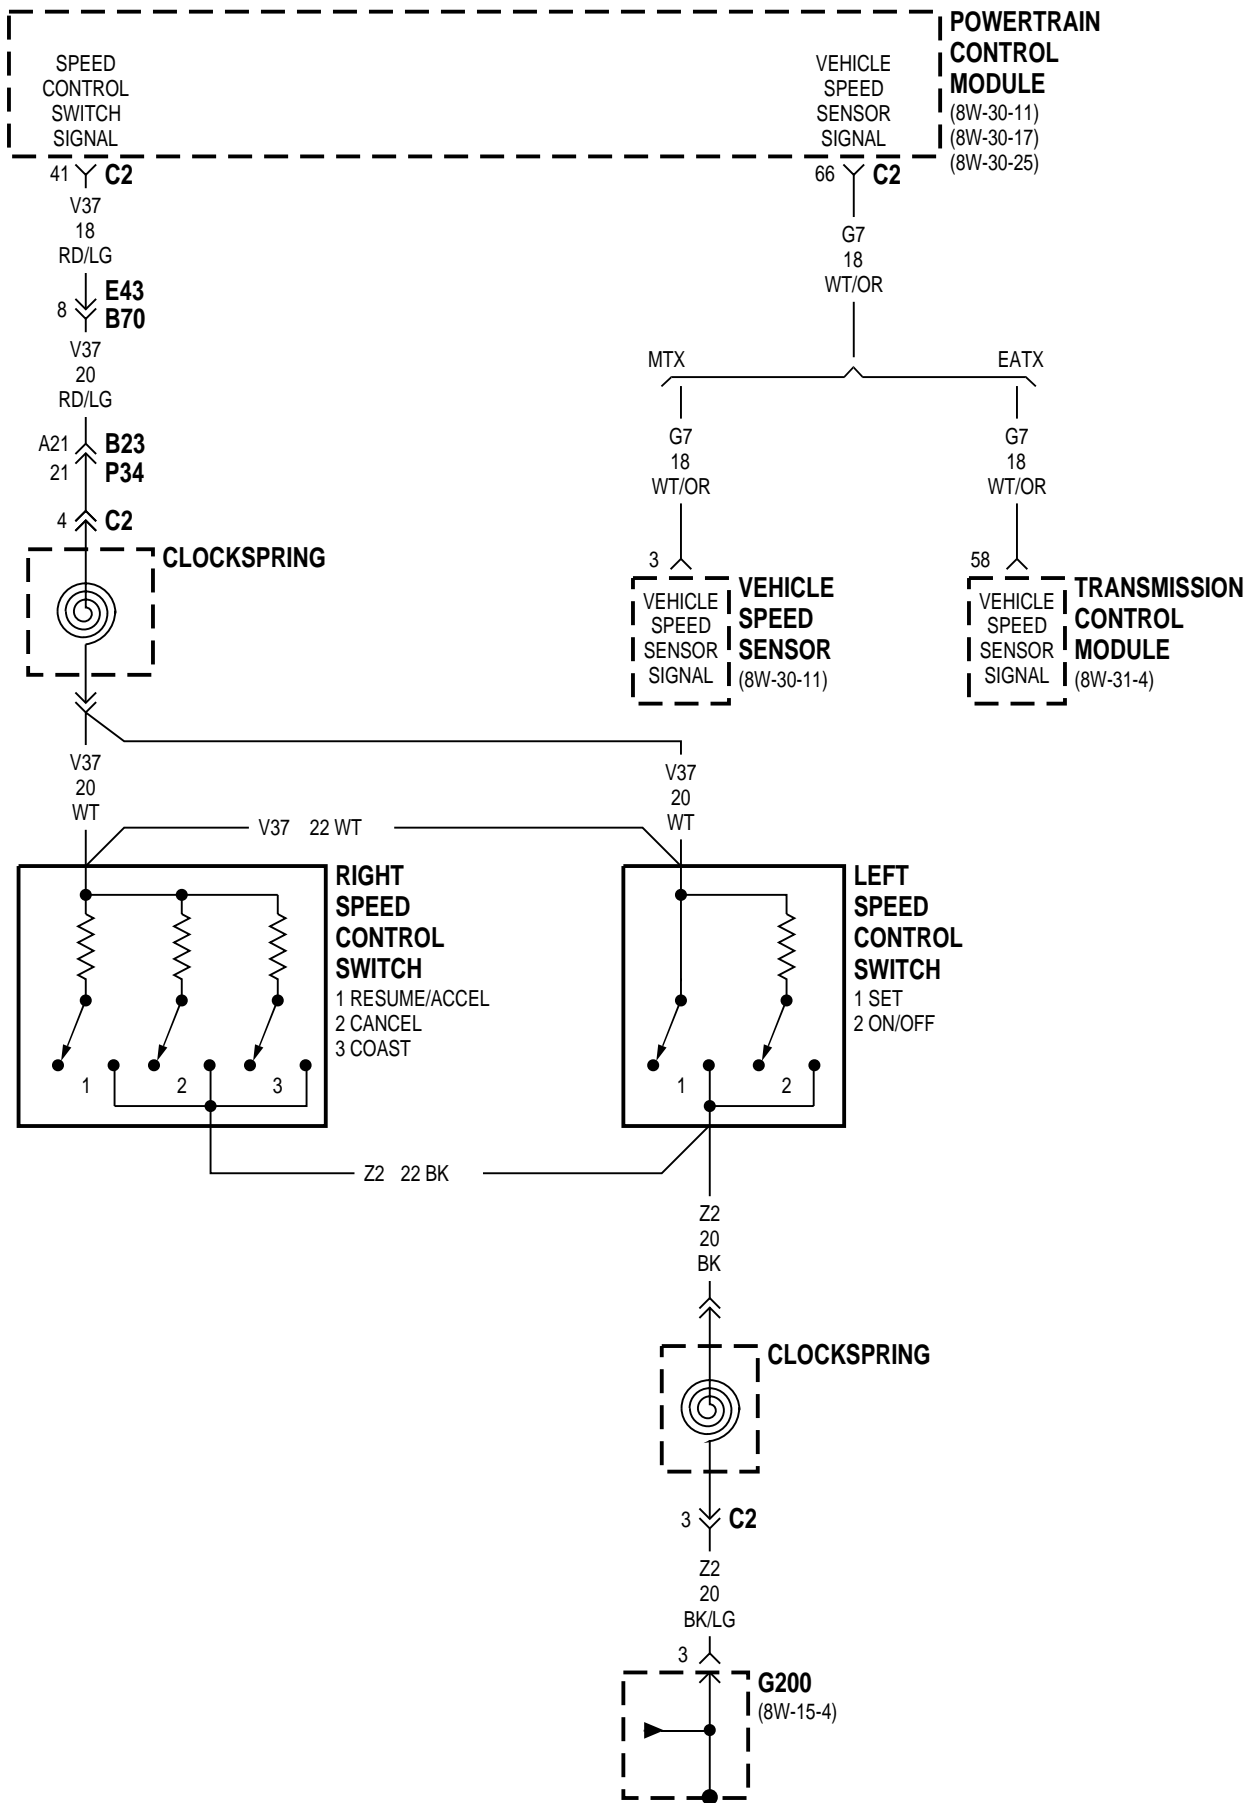 POWERTRAIN
CONTROL
MODULE
(8W-30-11)
(8W-30-17)
(8W-30-25)
SPEED
CONTROL
SWITCH
SIGNAL
VEHICLE
SPEED
SENSOR
SIGNAL
41 C2
66 C2
V37
18
RD/LG
G7
18
WT/OR
E43
8
B70
V37
20
RD/LG
MTX
EATX
A21 B23
21 P34
G7
18
WT/OR
G7
18
WT/OR
4 C2
CLOCKSPRING
3
58
VEHICLE
SPEED
SENSOR
SIGNAL
VEHICLE
SPEED
SENSOR
(8W-30-11)
VEHICLE
SPEED
SENSOR
SIGNAL
TRANSMISSION
CONTROL
MODULE
(8W-31-4)
V37
20
WT
V37
20
WT
V37 22 WT
RIGHT
SPEED
CONTROL
SWITCH
1 RESUME/ACCEL
2 CANCEL
3 COAST
LEFT
SPEED
CONTROL
SWITCH
1 SET
2 ON/OFF
1 2 3
1 2
Z2 22 BK
Z2
20
BK
CLOCKSPRING
3 C2
Z2
20
BK/LG
3
G200
(8W-15-4)